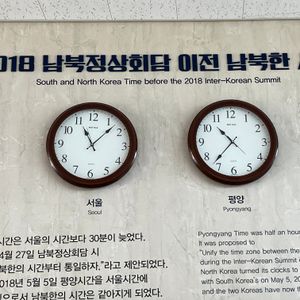 2018 남북정상회담 이전 남북한
South and North Korea Time before the 2018 Inter-Korean Summit
서울
Seoul
평양
Pyongyang
시간은 서울의 시간보다 30분이 늦었다.
4월 27일 남북정상회담 시
남북한의 시간부터 통일하자,"라고 제안되었다.
2018년 5월 5일 평양시간을 서울시간에
으로써 남북한의 시간은 같아지게 되었다.
Pyongyang Time was half an hour
It was proposed to
"Unify the time zone between the
during the Inter-Korean Summit
North Korea turned its clocks to
with South Korea's on May 5, 20
and the two Koreas have now